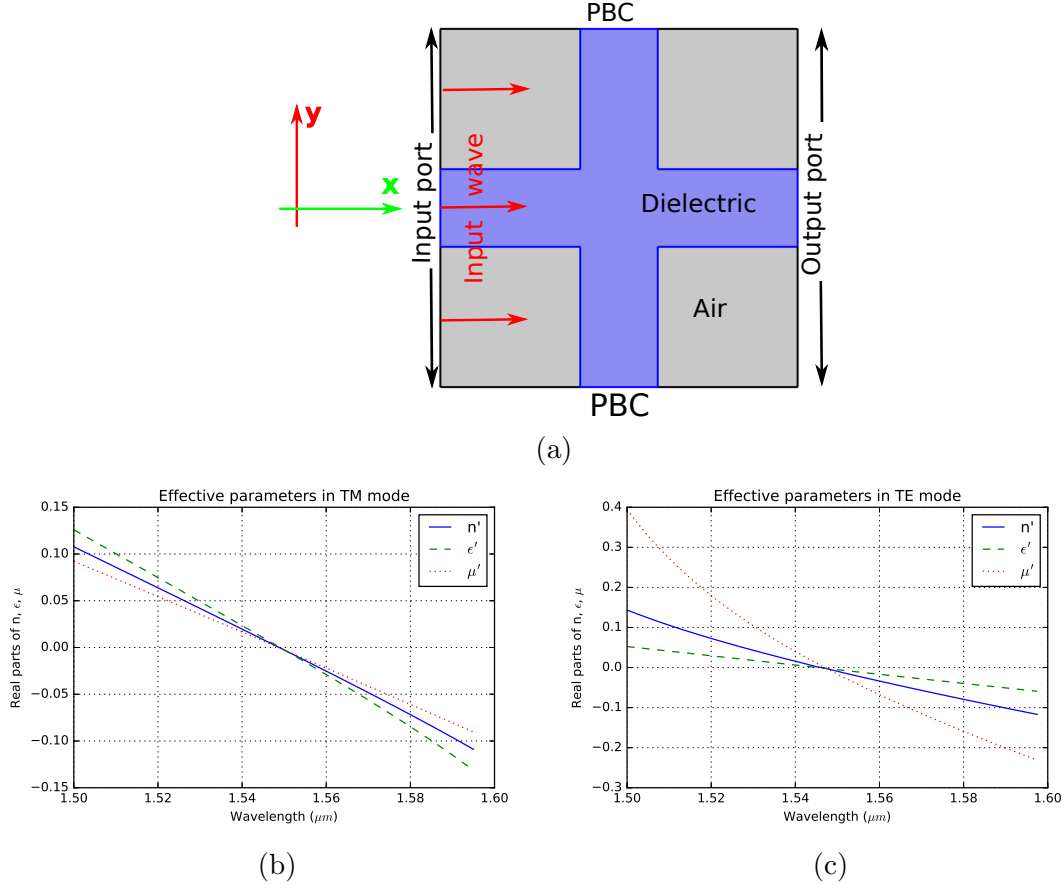 PBC
y
x
Input port
Input wave
Dielectric
Air
Output port
PBC
(a)
Effective parameters in TM mode
0.15
0.10
0.05
0.00
−0.05
−0.10
−0.15
1.50
1.52
1.54
1.56
1.58
1.60
n'
ϵ′
μ′
Real parts of n, ϵ, μ
Wavelength (μm)
(b)
Effective parameters in TE mode
0.4
0.3
0.2
0.1
0.0
−0.1
−0.2
−0.3
1.50
1.52
1.54
1.56
1.58
1.60
n'
ϵ′
μ′
Real parts of n, ϵ, μ
Wavelength (μm)
(c)